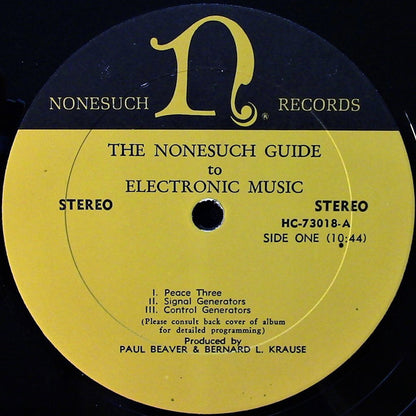 n®
NONESUCH RECORDS
THE NONESUCH GUIDE
to
ELECTRONIC MUSIC
STEREO STEREO
HC-73018-A
SIDE ONE (10:44)
I. Peace Three
II. Signal Generators
III. Control Generators
(Please consult back cover of album
for detailed programming)
Produced by
PAUL BEAVER & BERNARD L. KRAUSE